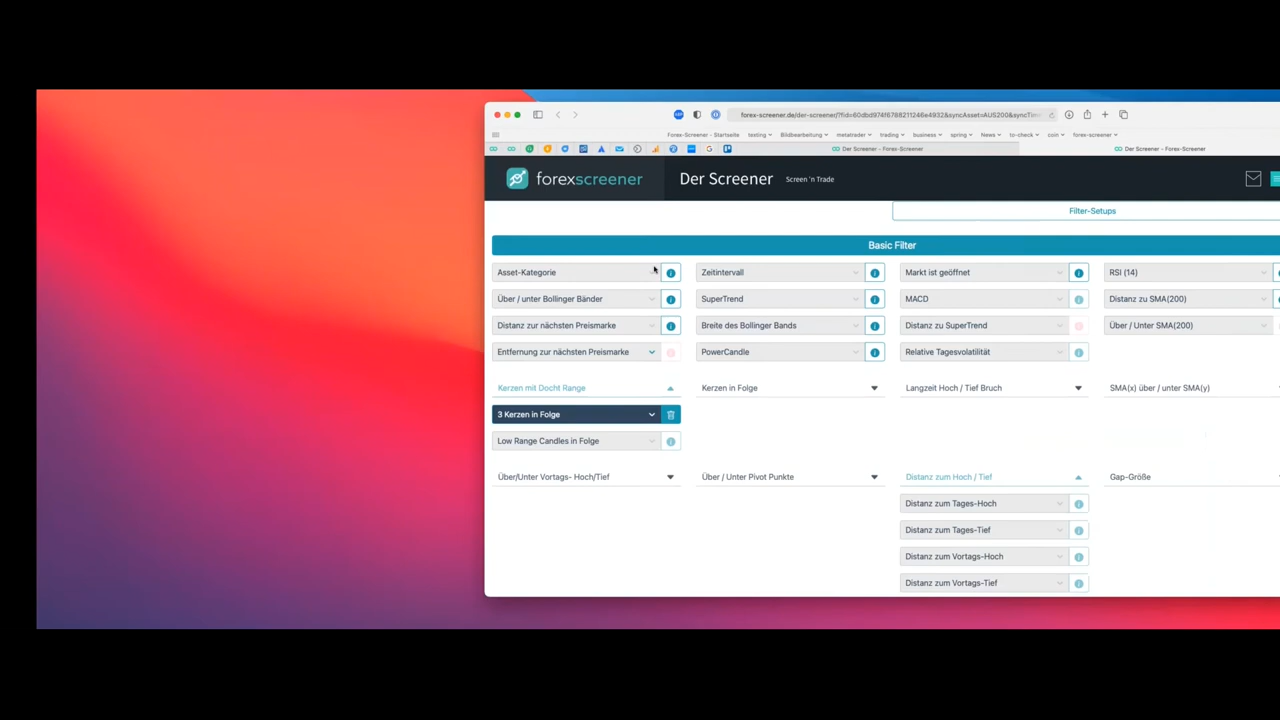 forex-screener.de/der-screener/?fid=60dbd974f6788211246e4932&syncAsset=AUS200&syncTim
Forex-Screener - Startseite texting Bildbearbeitung metatrader trading business spring News to-check coin forex-screener
Der Screener - Forex-Screener Der Screener - Forex-Screener
forexscreener Der Screener Screen 'n Trade
Filter-Setups
Basic Filter
Asset-Kategorie Zeitintervall Markt ist geöffnet RSI (14)
Über / unter Bollinger Bänder SuperTrend MACD Distanz zu SMA(200)
Distanz zur nächsten Preismarke Breite des Bollinger Bands Distanz zu SuperTrend Über / Unter SMA(200)
Entfernung zur nächsten Preismarke PowerCandle Relative Tagesvolatilität
Kerzen mit Docht Range Kerzen in Folge Langzeit Hoch / Tief Bruch SMA(x) über / unter SMA(y)
3 Kerzen in Folge
Low Range Candles in Folge
Über/Unter Vortags- Hoch/Tief Über / Unter Pivot Punkte Distanz zum Hoch / Tief Gap-Größe
Distanz zum Tages-Hoch
Distanz zum Tages-Tief
Distanz zum Vortags-Hoch
Distanz zum Vortags-Tief